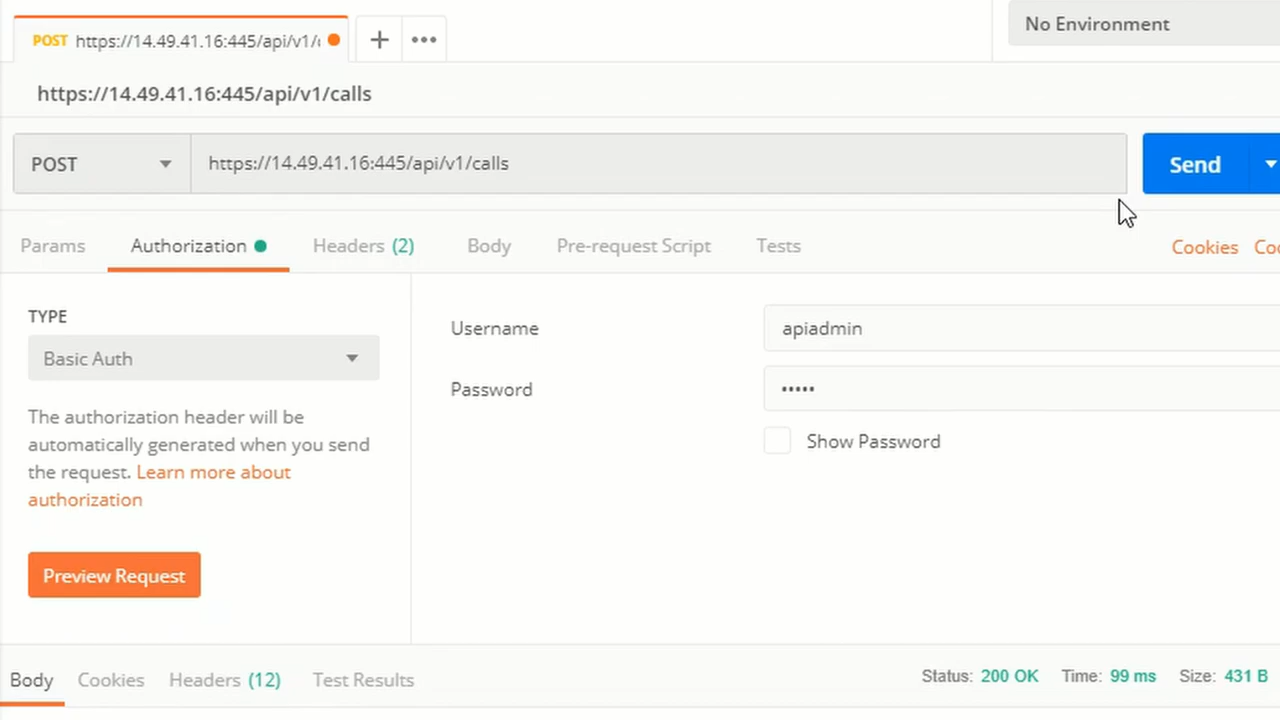 POST https://14.49.41.16:445/api/v1/
No Environment
https://14.49.41.16:445/api/v1/calls
POST
https://14.49.41.16:445/api/v1/calls
Send
Params Authorization Headers (2) Body Pre-request Script Tests Cookies
TYPE
Basic Auth
The authorization header will be
automatically generated when you send
the request. Learn more about
authorization
Preview Request
Username apiadmin
Password •••••
Show Password
Body Cookies Headers (12) Test Results Status: 200 OK Time: 99 ms Size: 431 B